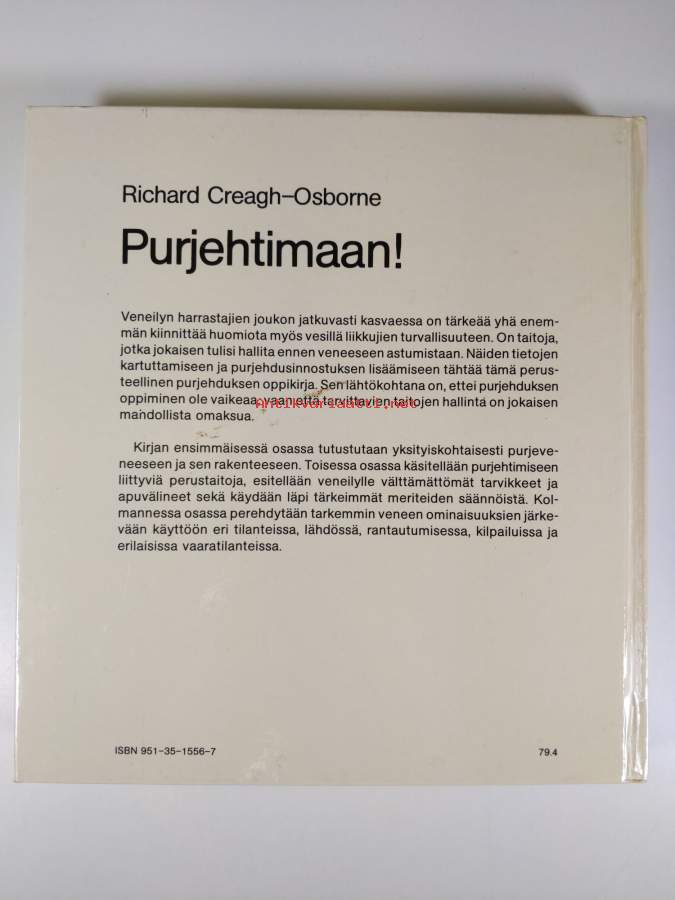 Richard Creagh–Osborne
Purjehtimaan!
Veneilyn harrastajien joukon jatkuvasti kasvaessa on tärkeää yhä enem-
män kiinnittää huomiota myös vesillä liikkujien turvallisuuteen. On taitoja,
jotka jokaisen tulisi hallita ennen veneeseen astumistaan. Näiden tietojen
kartuttamiseen ja purjehdusinnostuksen lisäämiseen tähtää tämä perus-
teellinen purjehduksen oppikirja. Sen lähtökohtana on, ettei purjehduksen
oppiminen ole vaikeaa, vaan että tarvittavien taitojen hallinta on jokaisen
mahdollista omaksua.
Antikvariaatti.net
Kirjan ensimmäisessä osassa tutustutaan yksityiskohtaisesti purjeve-
neeseen ja sen rakenteeseen. Toisessa osassa käsitellään purjehtimiseen
liittyviä perustaitoja, esitellään veneilylle välttämättömät tarvikkeet ja
apuvälineet sekä käydään läpi tärkeimmät meriteiden säännöistä. Kol-
mannessa osassa perehdytään tarkemmin veneen ominaisuuksien järke-
vään käyttöön eri tilanteissa, lähdössä, rantautumisessa, kilpailuissa ja
erilaisissa vaaratilanteissa.
ISBN 951–35–1556–7
79.4